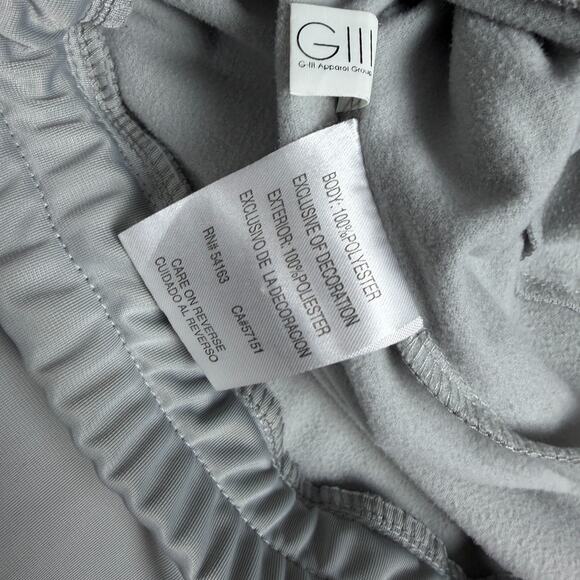 GIII
G-III Apparel Group
BODY: 100%POLYESTER
EXCLUSIVE OF DECORATION
EXTERIOR: 100%POLIESTER
EXCLUSIVO DE LA DECORACION
RN# 54163 CA#57151
CARE ON REVERSE
CUIDADO AL REVERSO